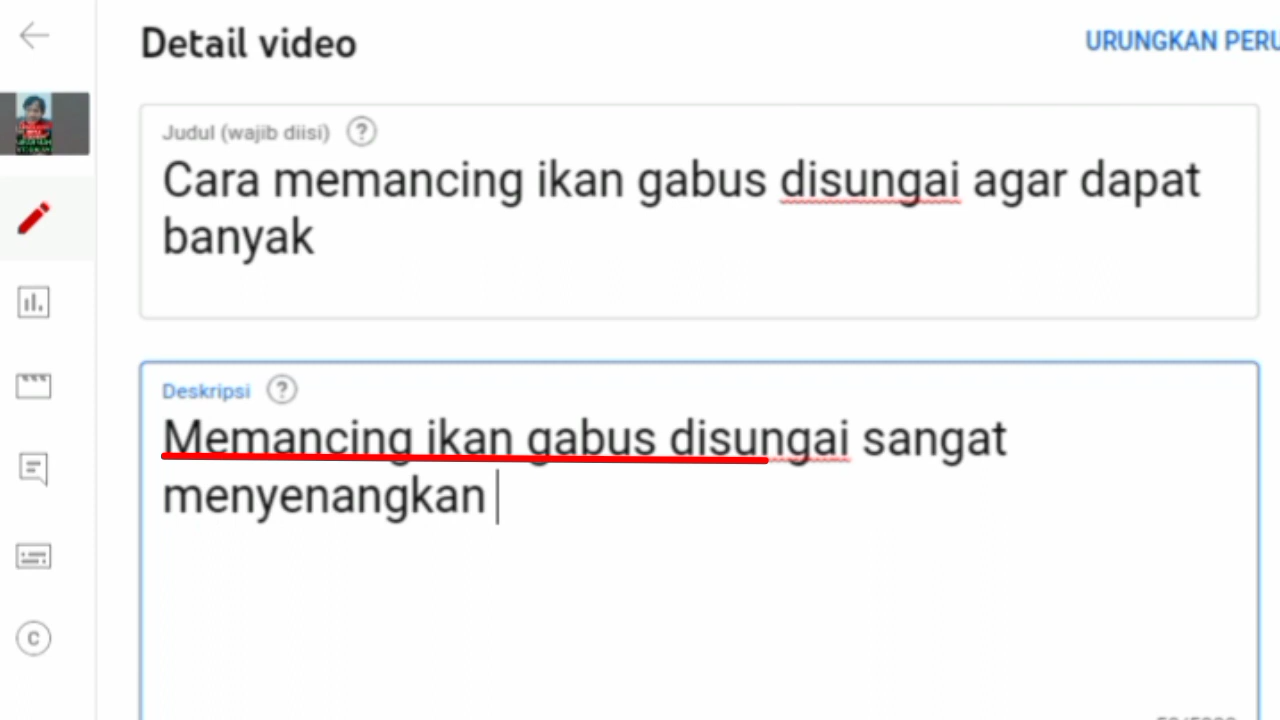 Detail video
URUNGKAN PERU
Judul (wajib diisi) ?
Cara memancing ikan gabus disungai agar dapat
banyak
Deskripsi ?
Memancing ikan gabus disungai sangat
menyenangkan